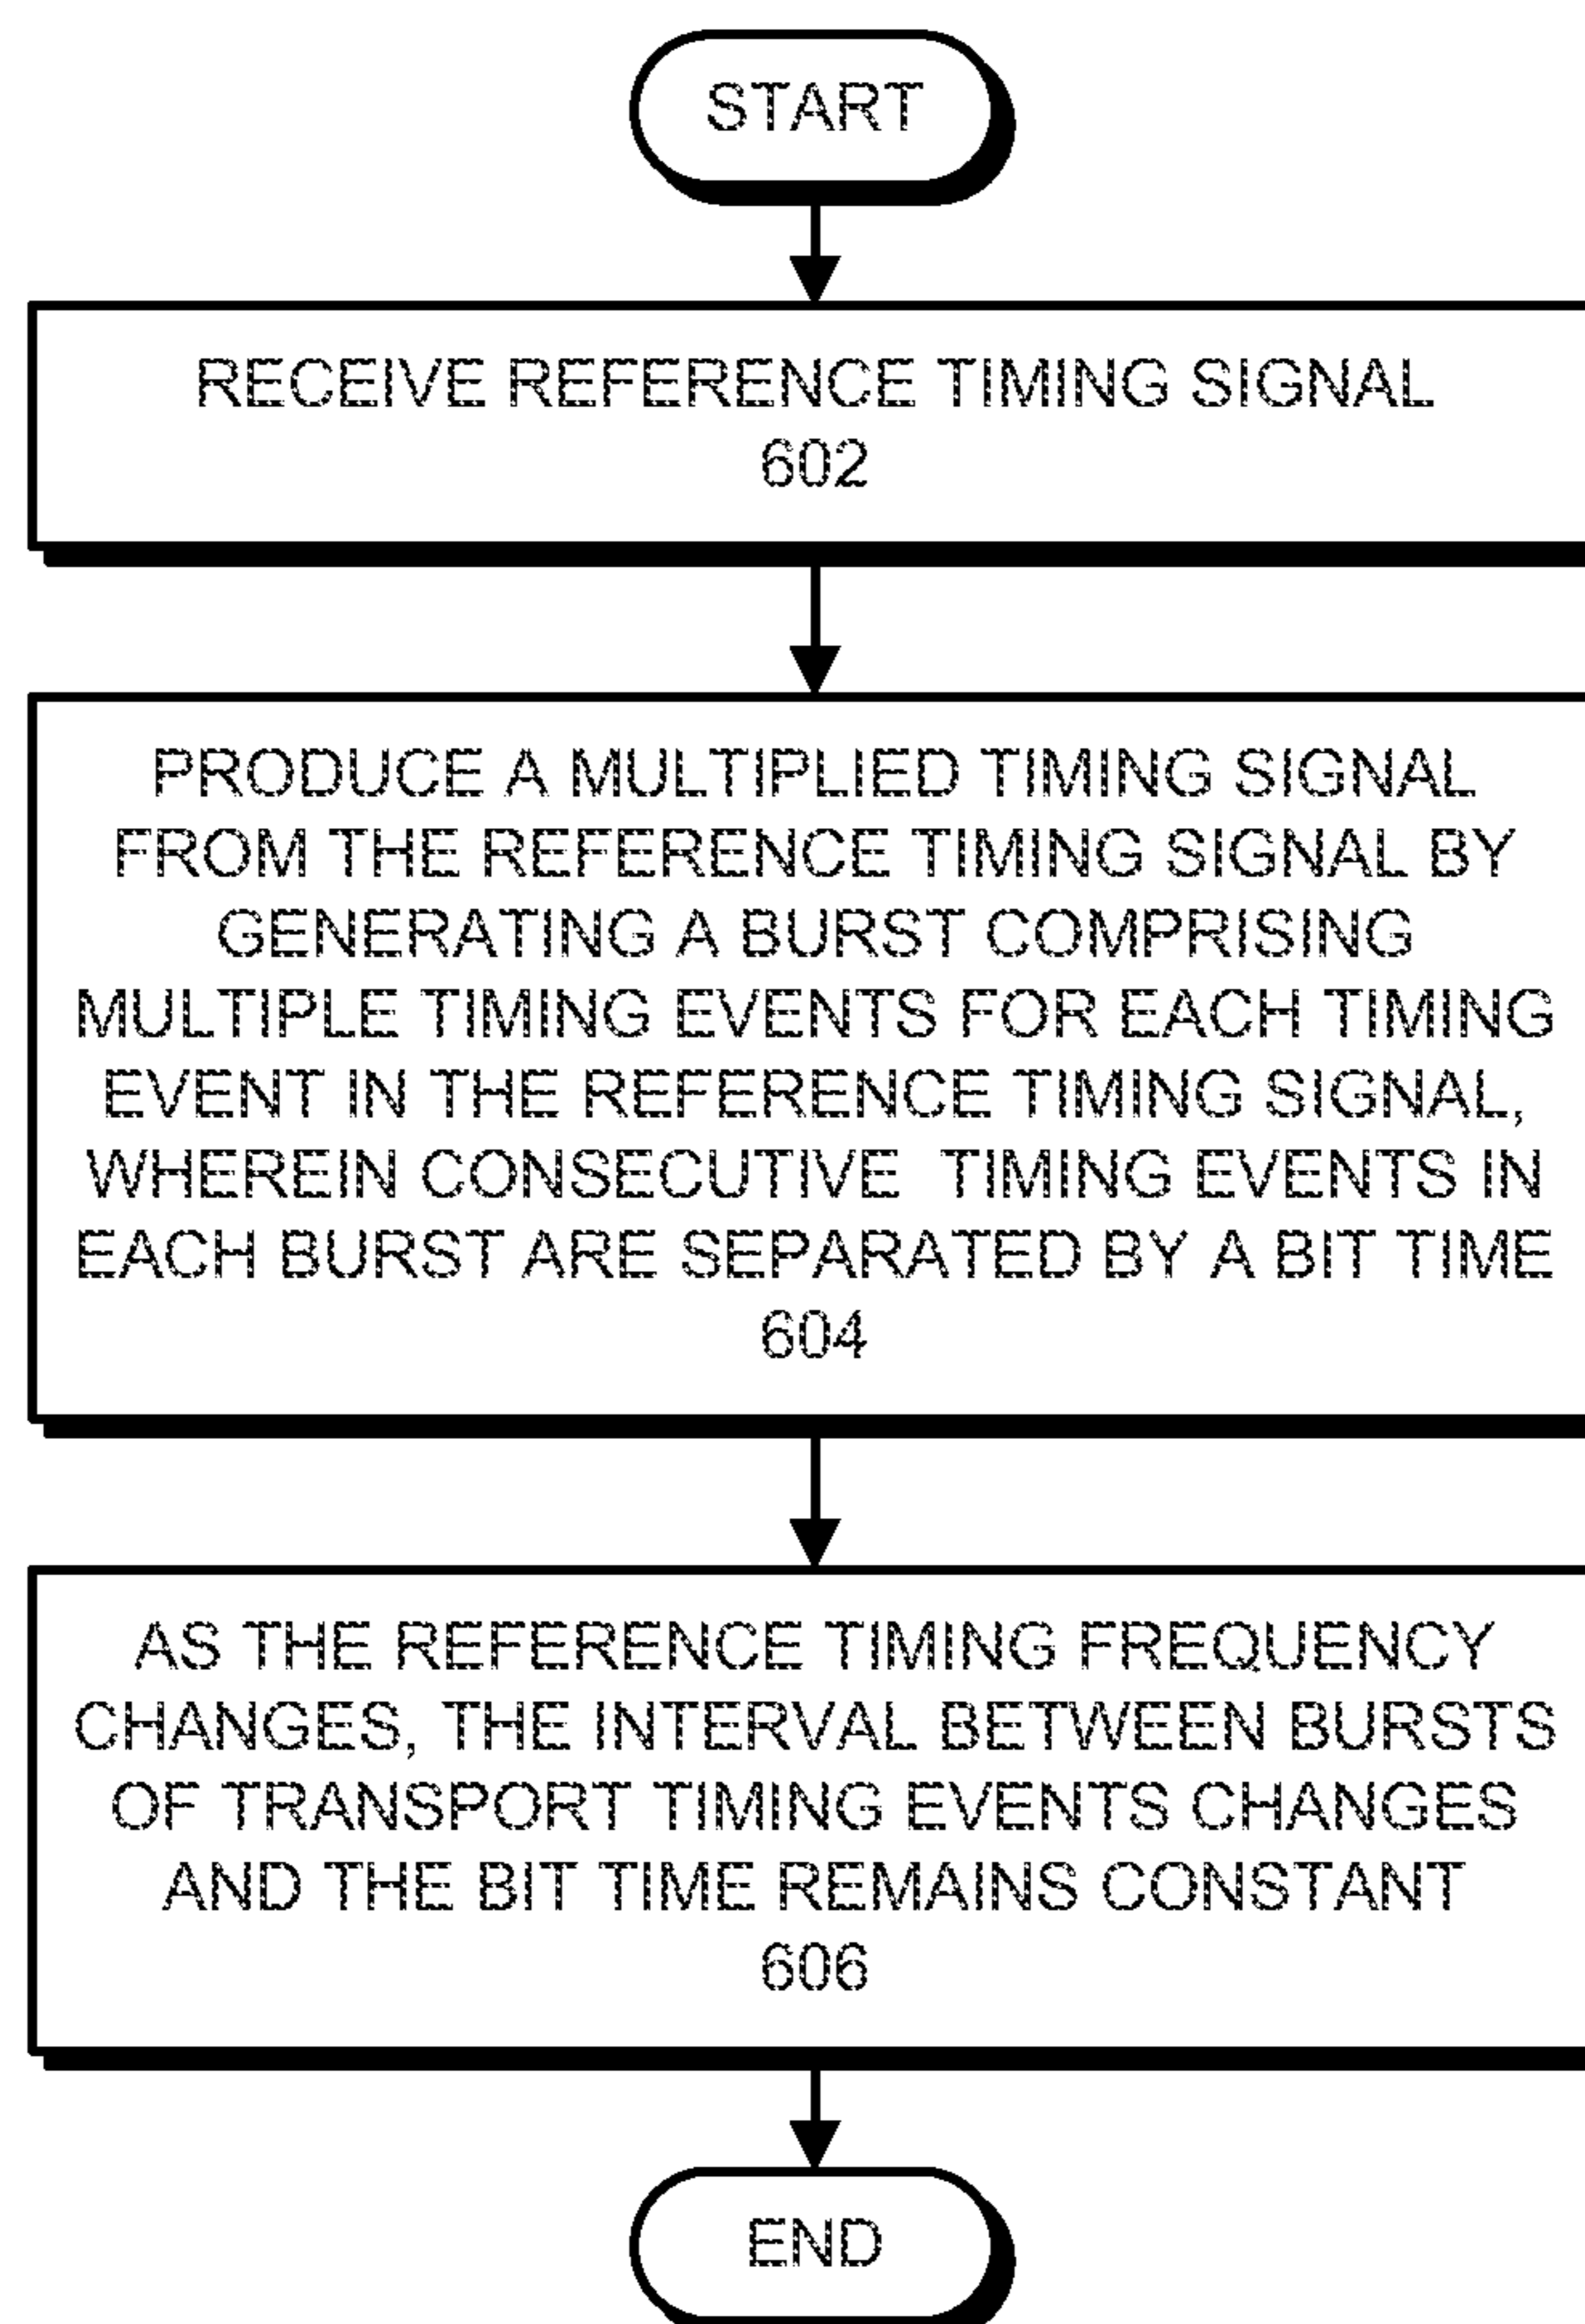 START
RECEIVE REFERENCE TIMING SIGNAL
602
PRODUCE A MULTIPLIED TIMING SIGNAL
FROM THE REFERENCE TIMING SIGNAL BY
GENERATING A BURST COMPRISING
MULTIPLE TIMING EVENTS FOR EACH TIMING
EVENT IN THE REFERENCE TIMING SIGNAL,
WHEREIN CONSECUTIVE TIMING EVENTS IN
EACH BURST ARE SEPARATED BY A BIT TIME
604
AS THE REFERENCE TIMING FREQUENCY
CHANGES, THE INTERVAL BETWEEN BURSTS
OF TRANSPORT TIMING EVENTS CHANGES
AND THE BIT TIME REMAINS CONSTANT
606
END